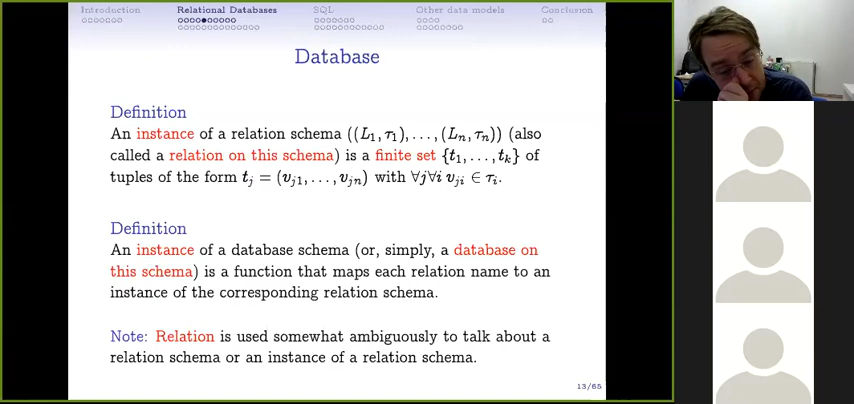 Introduction Relational Databases SQL Other data models Conclusion
Database
Definition
An instance of a relation schema ((L₁, τ₁), . . . , (Lₙ, τₙ)) (also
called a relation on this schema) is a finite set {t₁, . . . , tₖ} of
tuples of the form tⱼ = (vⱼ₁, . . . , vⱼₙ) with ∀j∀i vⱼᵢ ∈ τᵢ.
Definition
An instance of a database schema (or, simply, a database on
this schema) is a function that maps each relation name to an
instance of the corresponding relation schema.
Note: Relation is used somewhat ambiguously to talk about a
relation schema or an instance of a relation schema.
13/65